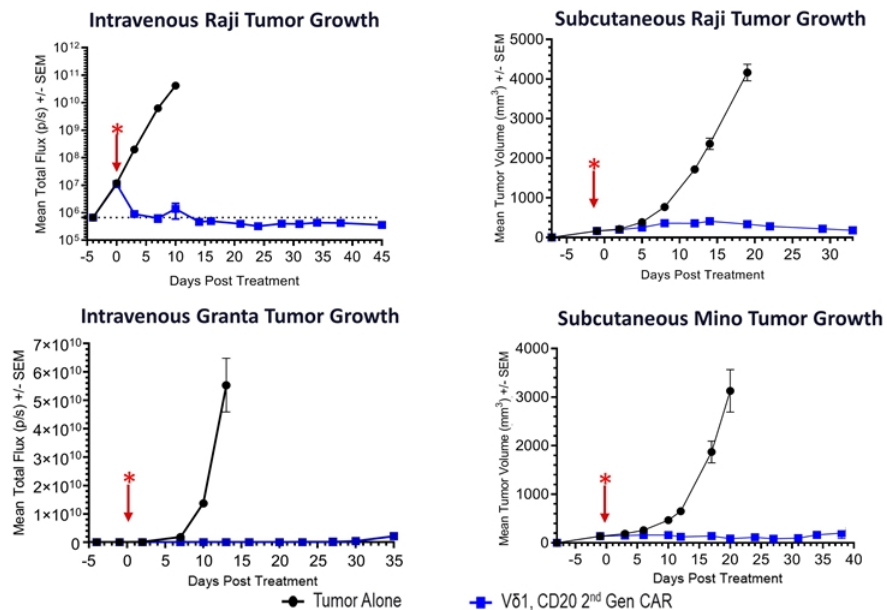 Intravenous Raji Tumor Growth
Mean Total Flux (p/s) +/- SEM
10¹²
10¹¹
10¹⁰
10⁹
10⁸
10⁷
10⁶
10⁵
*
-5 0 5 10 15 20 25 30 35 40 45
Days Post Treatment
Subcutaneous Raji Tumor Growth
Mean Tumor Volume (mm³) +/- SEM
5000
4000
3000
2000
1000
0
*
-5 5 10 15 20 25 30
Days Post Treatment
Intravenous Granta Tumor Growth
Mean Total Flux (p/s) +/- SEM
7×10¹⁰
6×10¹⁰
5×10¹⁰
4×10¹⁰
3×10¹⁰
2×10¹⁰
1×10¹⁰
*
-5 0 5 10 15 20 25 30 35
Days Post Treatment
Subcutaneous Mino Tumor Growth
Mean Tumor Volume (mm³) +/- SEM
4000
3000
2000
1000
0
*
-5 0 5 10 15 20 25 30 35 40
Days Post Treatment
Tumor Alone
Vδ1, CD20 2ⁿᵈ Gen CAR